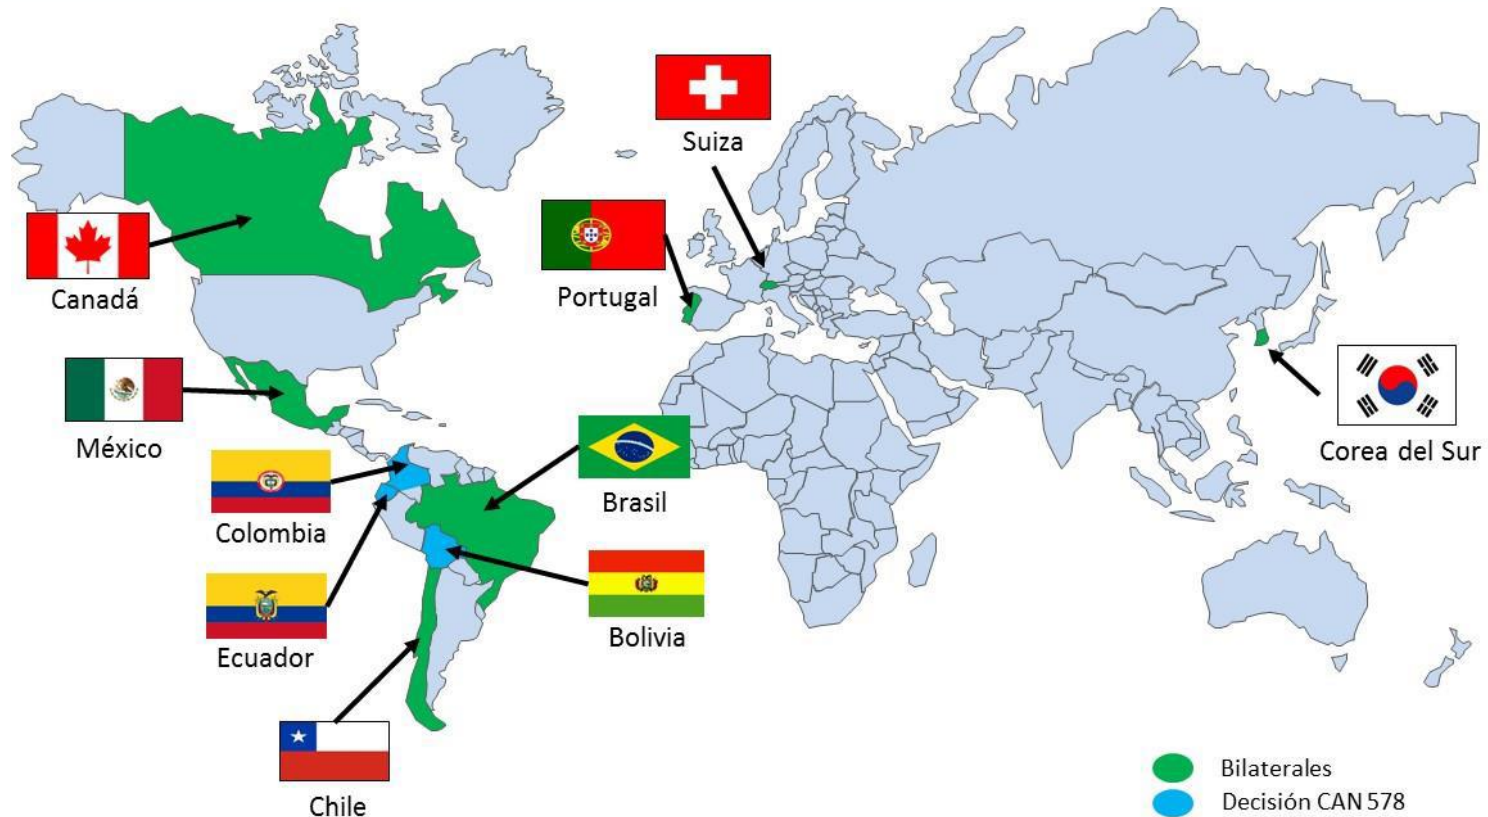 Suiza
Portugal
Canadá
México
Corea del Sur
Colombia
Brasil
Ecuador
Bolivia
Chile
Bilaterales
Decisión CAN 578